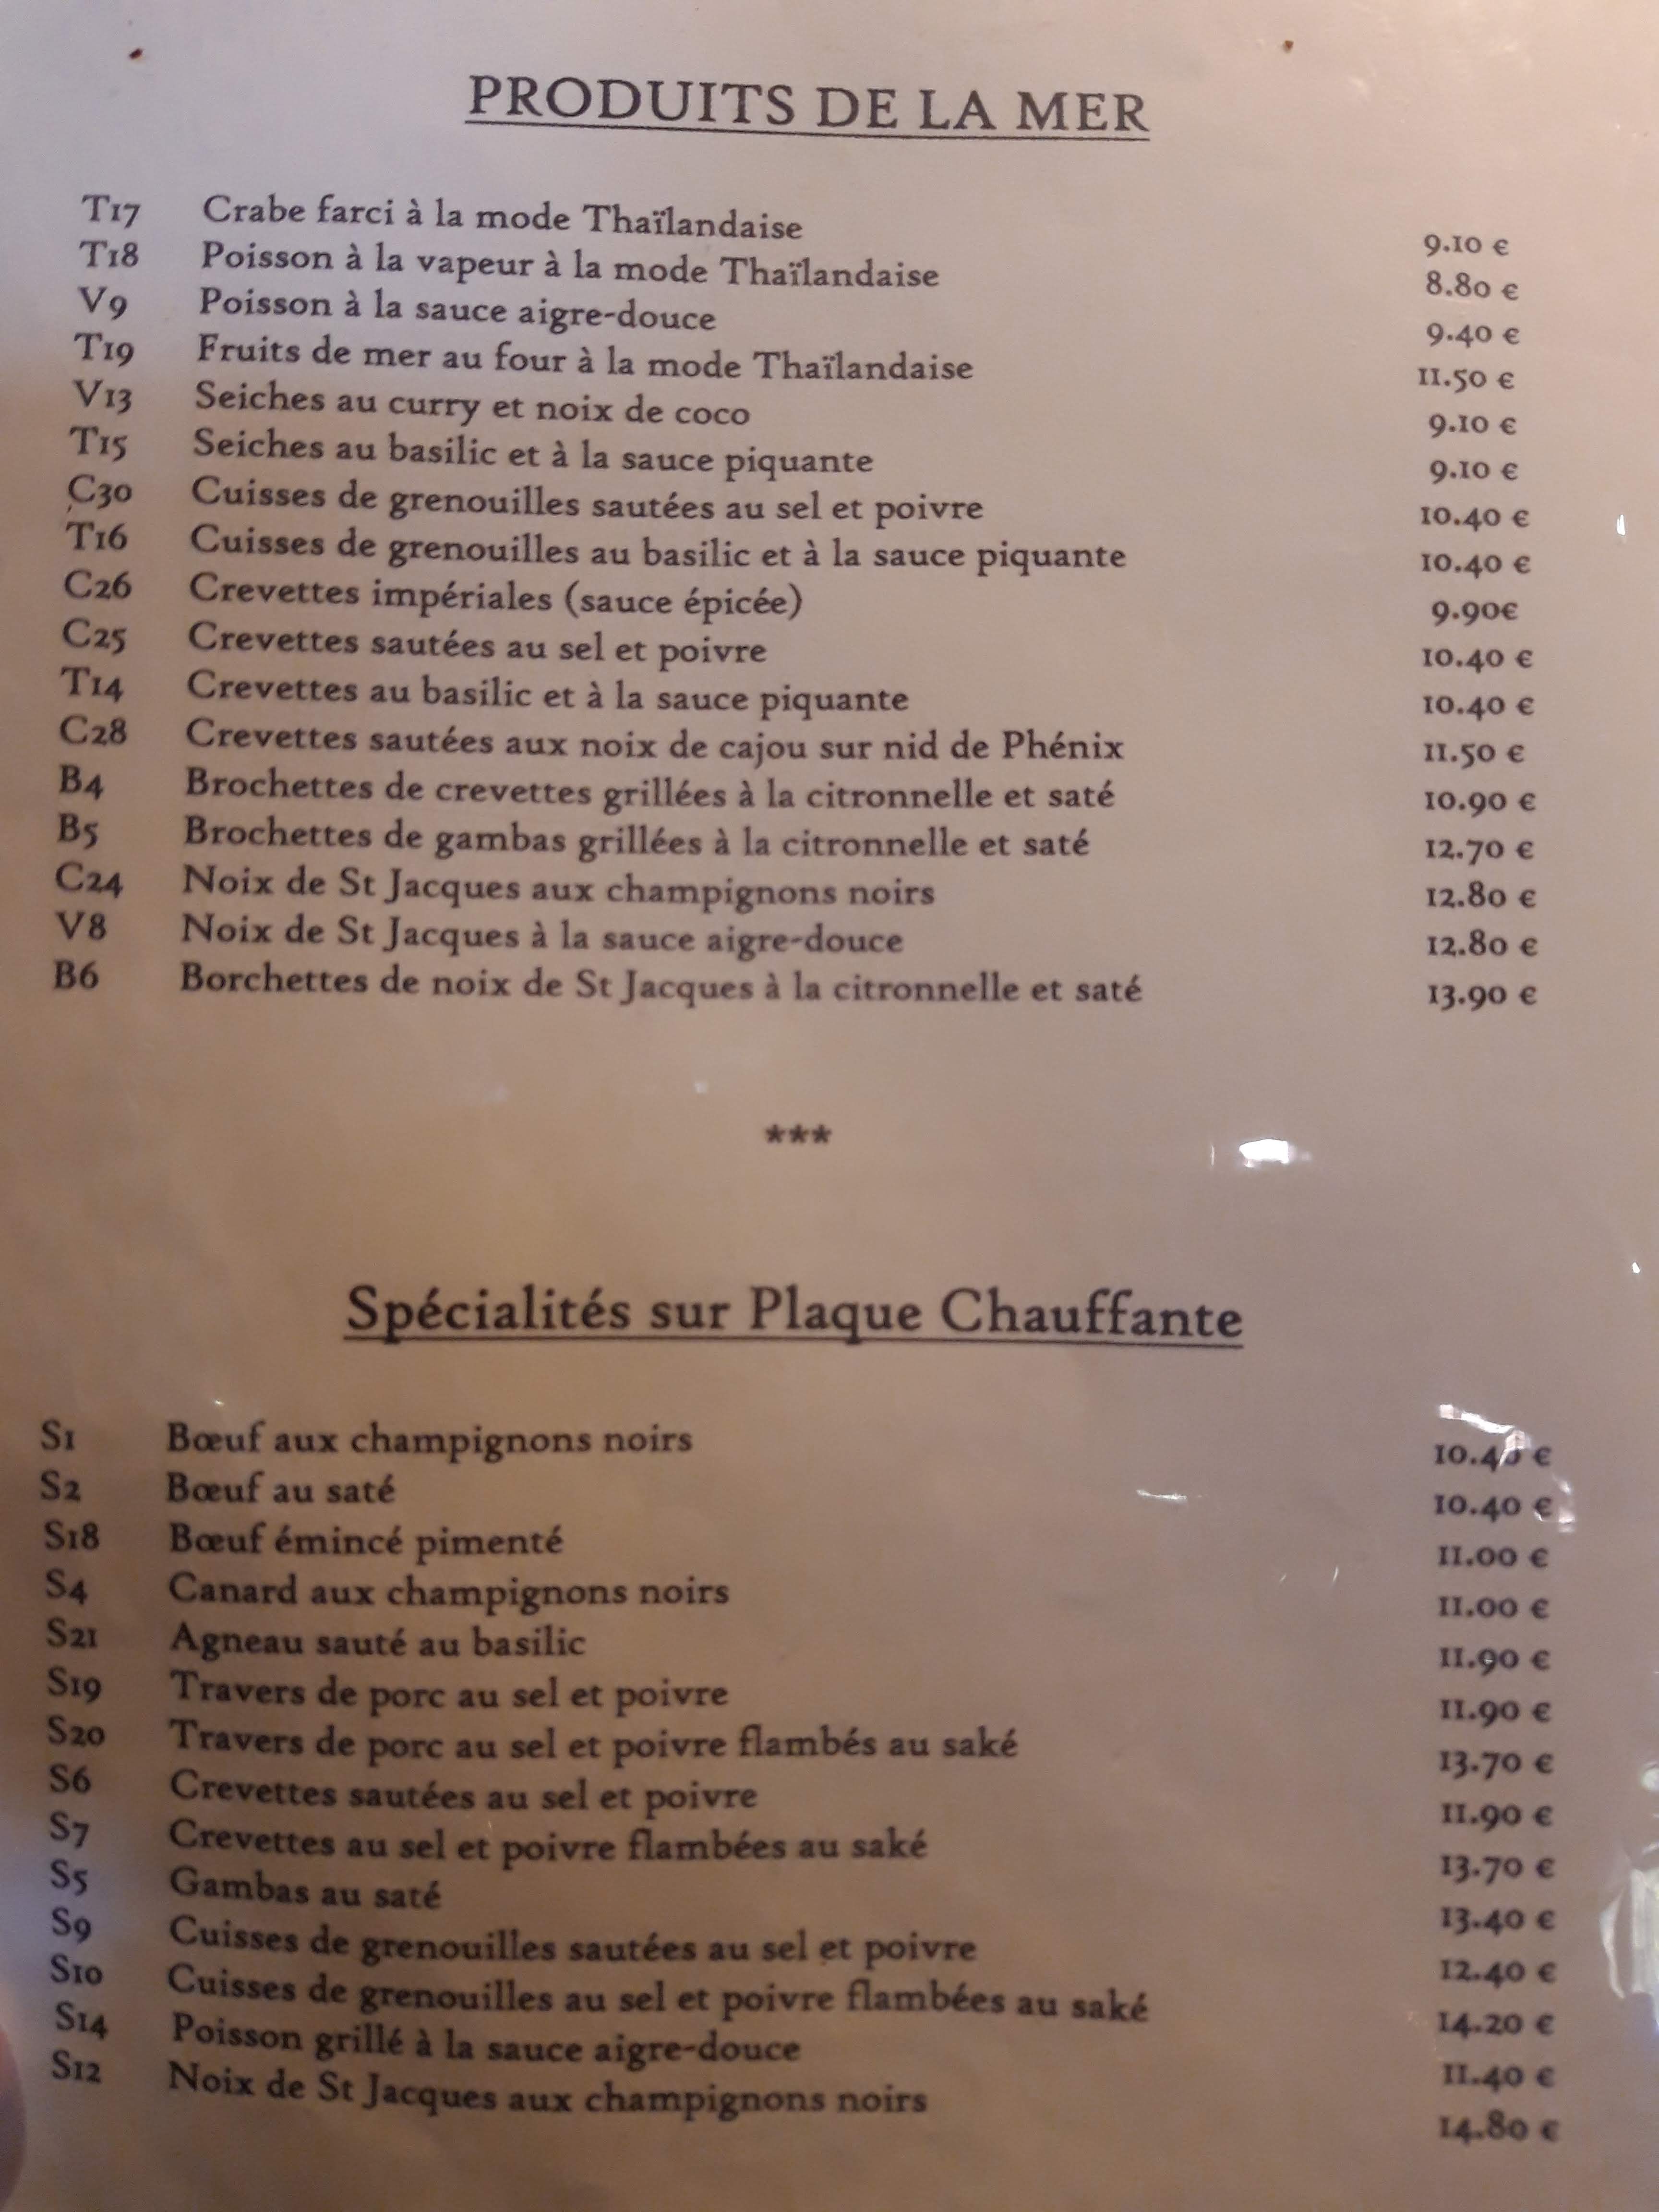 PRODUITS DE LA MER
T17 Crabe farci à la mode Thaïlandaise 9.10 €
T18 Poisson à la vapeur à la mode Thaïlandaise 8.80 €
V9 Poisson à la sauce aigre-douce 9.40 €
T19 Fruits de mer au four à la mode Thaïlandaise 11.50 €
V13 Seiches au curry et noix de coco 9.10 €
T15 Seiches au basilic et à la sauce piquante 9.10 €
C30 Cuisses de grenouilles sautées au sel et poivre 10.40 €
T16 Cuisses de grenouilles au basilic et à la sauce piquante 10.40 €
C26 Crevettes impériales (sauce épicée) 9.90€
C25 Crevettes sautées au sel et poivre 10.40 €
T14 Crevettes au basilic et à la sauce piquante 10.40 €
C28 Crevettes sautées aux noix de cajou sur nid de Phénix 11.50 €
B4 Brochettes de crevettes grillées à la citronnelle et saté 10.90 €
B5 Brochettes de gambas grillées à la citronnelle et saté 12.70 €
C24 Noix de St Jacques aux champignons noirs 12.80 €
V8 Noix de St Jacques à la sauce aigre-douce 12.80 €
B6 Borchettes de noix de St Jacques à la citronnelle et saté 13.90 €
***
Spécialités sur Plaque Chauffante
S1 Bœuf aux champignons noirs 10.40 €
S2 Bœuf au saté 10.40 €
S18 Bœuf émincé pimenté 11.00 €
S4 Canard aux champignons noirs 11.00 €
S21 Agneau sauté au basilic 11.90 €
S19 Travers de porc au sel et poivre 11.90 €
S20 Travers de porc au sel et poivre flambés au saké 13.70 €
S6 Crevettes sautées au sel et poivre 11.90 €
S7 Crevettes au sel et poivre flambées au saké 13.70 €
S5 Gambas au saté 13.40 €
S9 Cuisses de grenouilles sautées au sel et poivre 12.40 €
S10 Cuisses de grenouilles au sel et poivre flambées au saké 14.20 €
S14 Poisson grillé à la sauce aigre-douce 11.40 €
S12 Noix de St Jacques aux champignons noirs 14.80 €